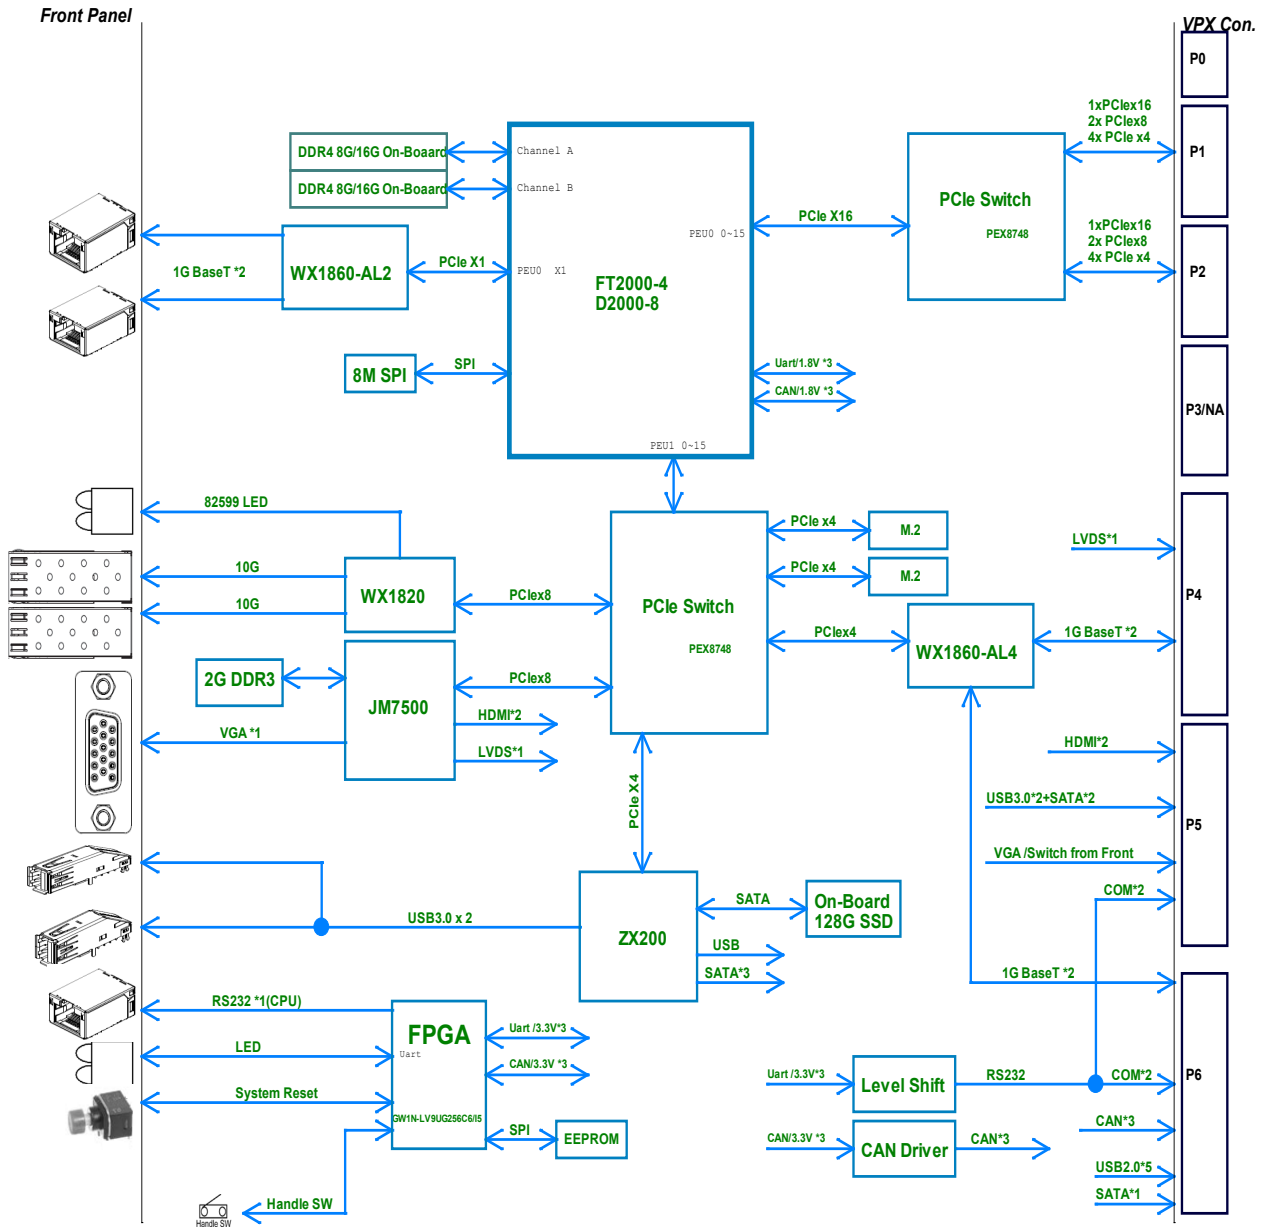 Front Panel
VPX Con.
P0
1xPCIex16
2x PCIex8
4x PCIe x4
P1
DDR4 8G/16G On-Boaard
Channel A
DDR4 8G/16G On-Boaard
Channel B
PCIe Switch
PEX8748
PCIe X16
PEU0 0~15
1xPCIex16
2x PCIex8
4x PCIe x4
P2
1G BaseT *2
WX1860-AL2
PCIe X1
PEU0 X1
FT2000-4
D2000-8
8M SPI
SPI
Uart/1.8V *3
CAN/1.8V *3
P3/NA
PEU1 0~15
82599 LED
10G
10G
WX1820
PCIex8
PCIe Switch
PEX8748
PCIe x4
M.2
PCIe x4
M.2
LVDS*1
P4
PCIex4
WX1860-AL4
1G BaseT *2
2G DDR3
JM7500
PCIex8
HDMI*2
LVDS*1
VGA *1
HDMI*2
PCIe X4
USB3.0*2+SATA*2
P5
VGA /Switch from Front
COM*2
USB3.0 x 2
ZX200
SATA
On-Board
128G SSD
USB
SATA*3
1G BaseT *2
RS232 *1(CPU)
FPGA
Uart
GW1N-LV9UG256C6/I5
LED
System Reset
Uart /3.3V*3
CAN/3.3V *3
SPI
EEPROM
Uart /3.3V*3
Level Shift
RS232
COM*2
P6
CAN/3.3V *3
CAN Driver
CAN*3
CAN*3
USB2.0*5
SATA*1
Handle SW
Handle SW